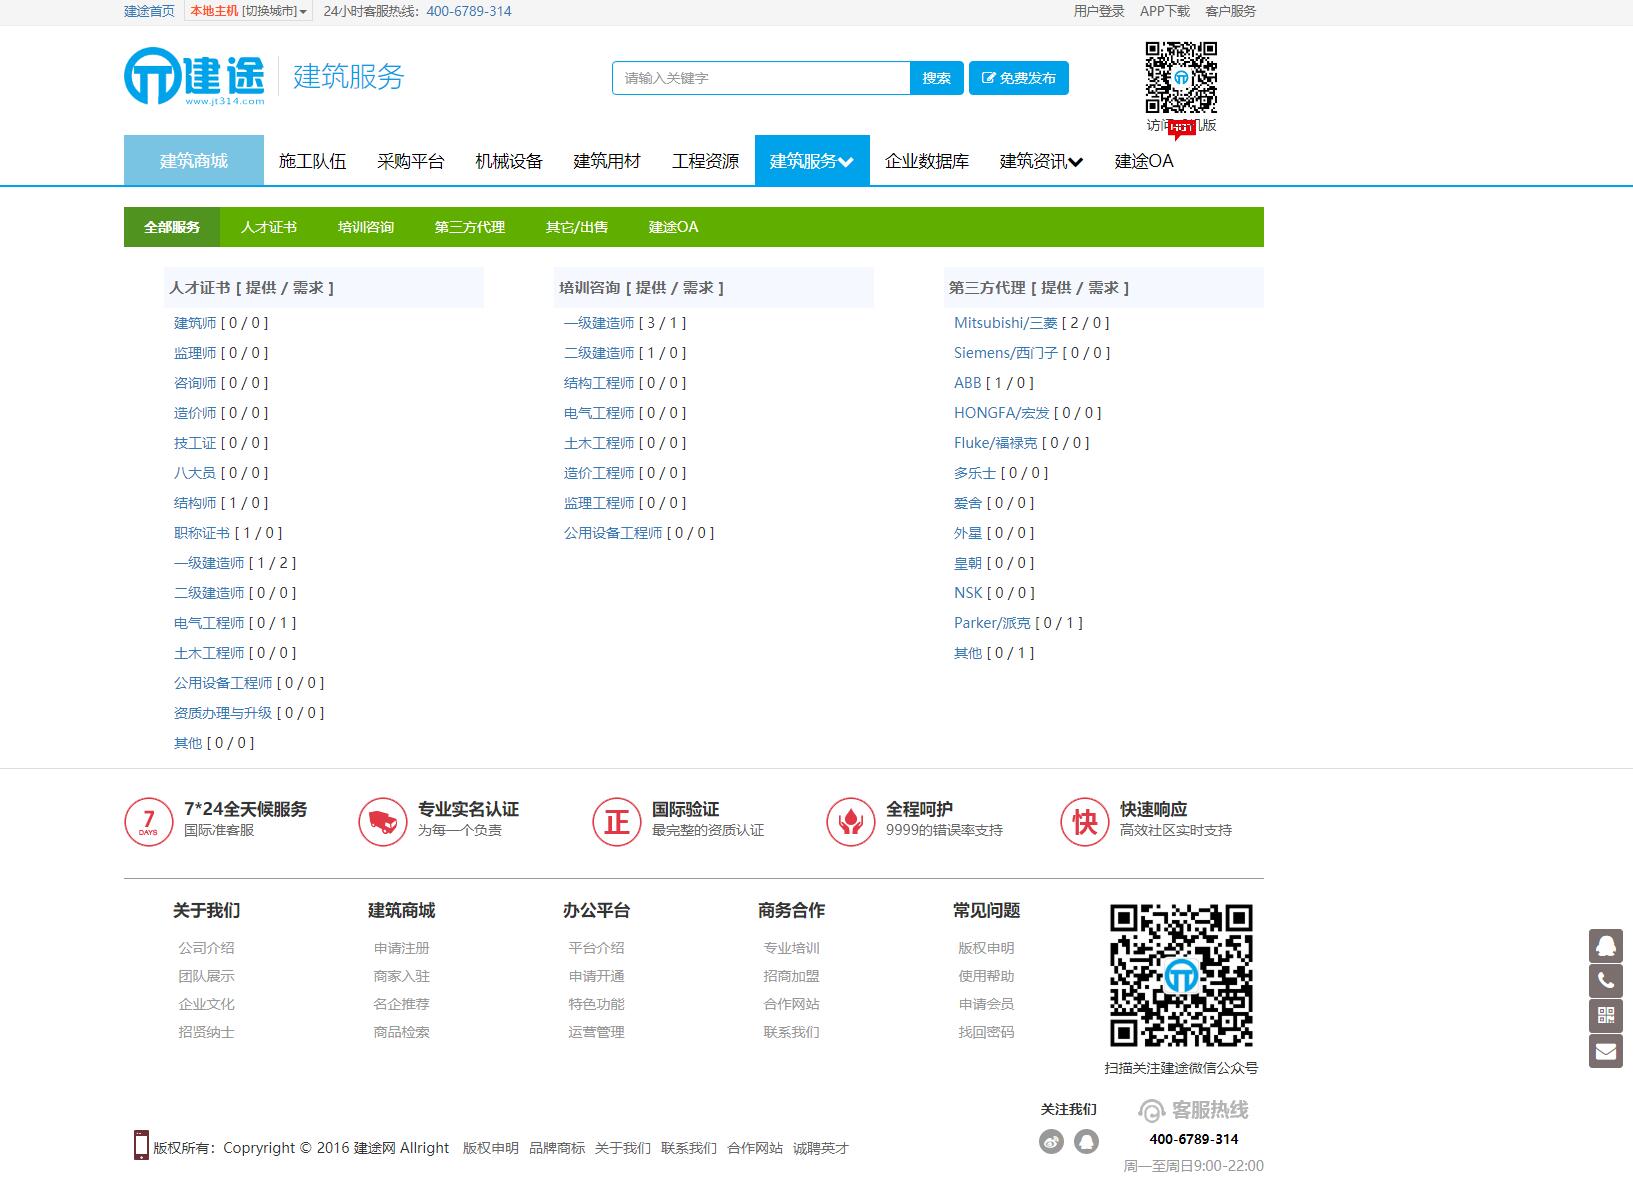 建途首页 本地主机 [切换城市] 24小时客服热线：400-6789-314 用户登录 APP下载 客户服务
建途 www.jt314.com 建筑服务 请输入关键字 搜索 免费发布
访问 机版
建筑商城 施工队伍 采购平台 机械设备 建筑用材 工程资源 建筑服务 企业数据库 建筑资讯 建途OA
全部服务 人才证书 培训咨询 第三方代理 其它/出售 建途OA
人才证书 [ 提供 / 需求 ]
建筑师 [ 0 / 0 ]
监理师 [ 0 / 0 ]
咨询师 [ 0 / 0 ]
造价师 [ 0 / 0 ]
技工证 [ 0 / 0 ]
八大员 [ 0 / 0 ]
结构师 [ 1 / 0 ]
职称证书 [ 1 / 0 ]
一级建造师 [ 1 / 2 ]
二级建造师 [ 0 / 0 ]
电气工程师 [ 0 / 1 ]
土木工程师 [ 0 / 0 ]
公用设备工程师 [ 0 / 0 ]
资质办理与升级 [ 0 / 0 ]
其他 [ 0 / 0 ]
培训咨询 [ 提供 / 需求 ]
一级建造师 [ 3 / 1 ]
二级建造师 [ 1 / 0 ]
结构工程师 [ 0 / 0 ]
电气工程师 [ 0 / 0 ]
土木工程师 [ 0 / 0 ]
造价工程师 [ 0 / 0 ]
监理工程师 [ 0 / 0 ]
公用设备工程师 [ 0 / 0 ]
第三方代理 [ 提供 / 需求 ]
Mitsubishi/三菱 [ 2 / 0 ]
Siemens/西门子 [ 0 / 0 ]
ABB [ 1 / 0 ]
HONGFA/宏发 [ 0 / 0 ]
Fluke/福禄克 [ 0 / 0 ]
多乐士 [ 0 / 0 ]
爱舍 [ 0 / 0 ]
外星 [ 0 / 0 ]
皇朝 [ 0 / 0 ]
NSK [ 0 / 0 ]
Parker/派克 [ 0 / 1 ]
其他 [ 0 / 1 ]
7 DAYS 7*24全天候服务
国际准客服
专业实名认证
为每一个负责
正 国际验证
最完整的资质认证
全程呵护
9999的错误率支持
快 快速响应
高效社区实时支持
关于我们
公司介绍
团队展示
企业文化
招贤纳士
建筑商城
申请注册
商家入驻
名企推荐
商品检索
办公平台
平台介绍
申请开通
特色功能
运营管理
商务合作
专业培训
招商加盟
合作网站
联系我们
常见问题
版权申明
使用帮助
申请会员
找回密码
扫描关注建途微信公众号
关注我们
客服热线
400-6789-314
周一至周日9:00-22:00
版权所有：Copryright © 2016 建途网 Allright 版权申明 品牌商标 关于我们 联系我们 合作网站 诚聘英才